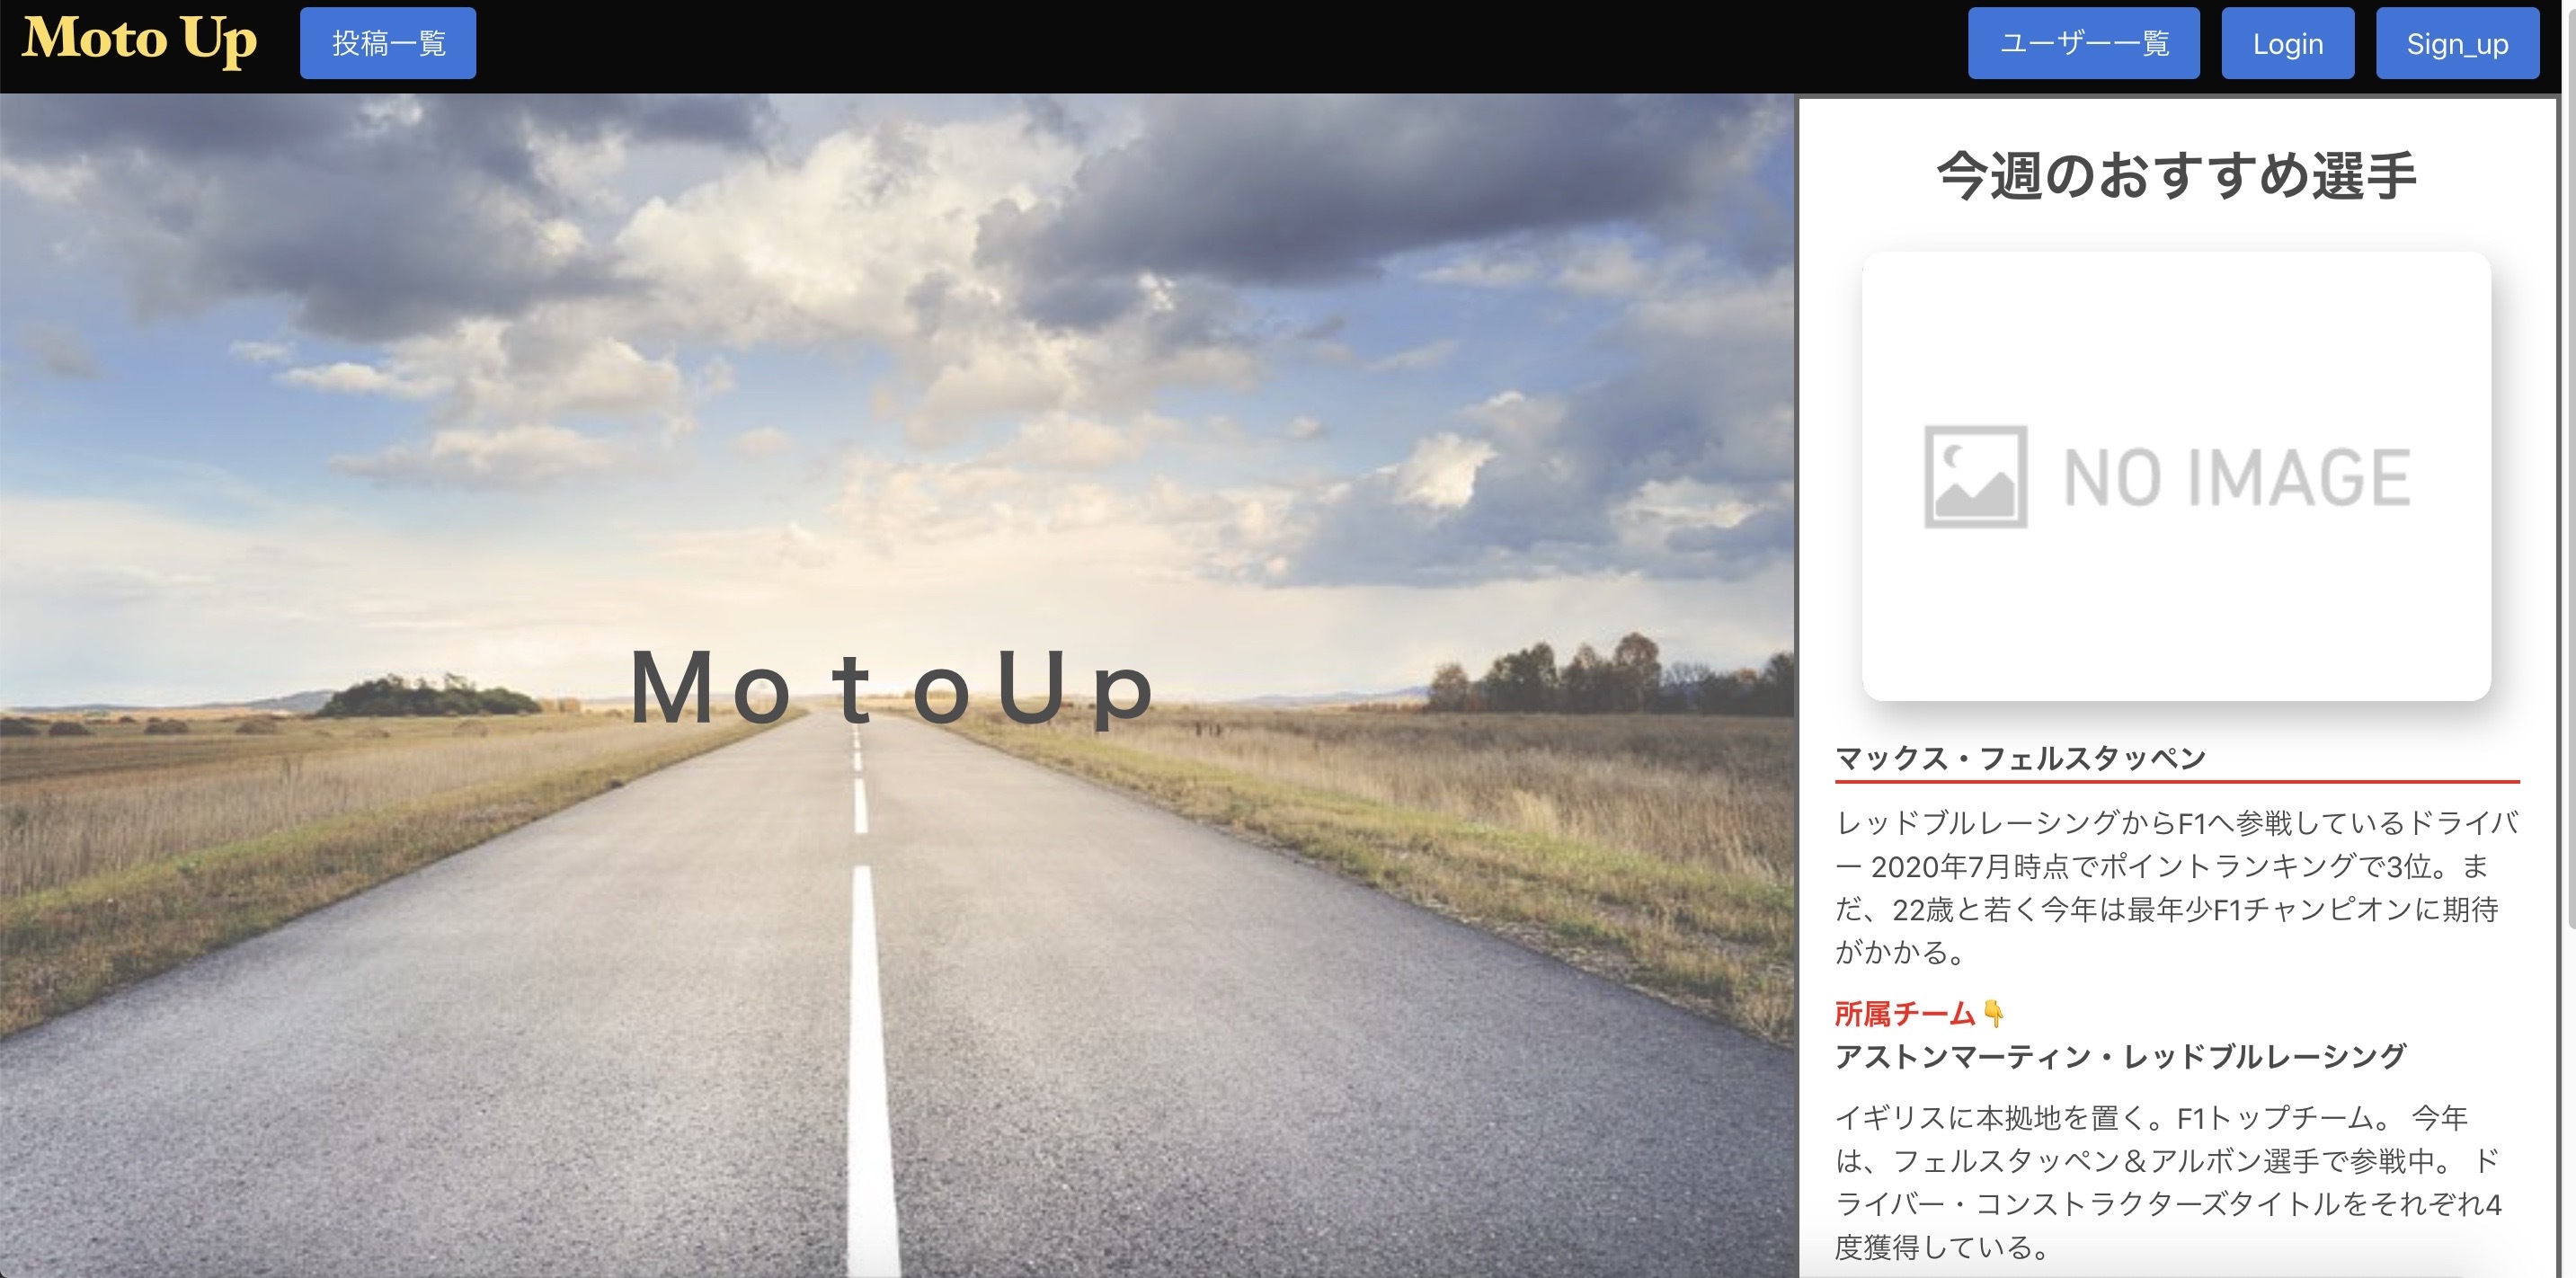 Moto Up
投稿一覧
ユーザー一覧
Login
Sign_up
ＭｏｔｏＵｐ
今週のおすすめ選手
NO IMAGE
マックス・フェルスタッペン
レッドブルレーシングからF1へ参戦しているドライバ
ー 2020年7月時点でポイントランキングで3位。ま
だ、22歳と若く今年は最年少F1チャンピオンに期待
がかかる。
所属チーム👇
アストンマーティン・レッドブルレーシング
イギリスに本拠地を置く。F1トップチーム。 今年
は、フェルスタッペン＆アルボン選手で参戦中。 ド
ライバー・コンストラクターズタイトルをそれぞれ4
度獲得している。